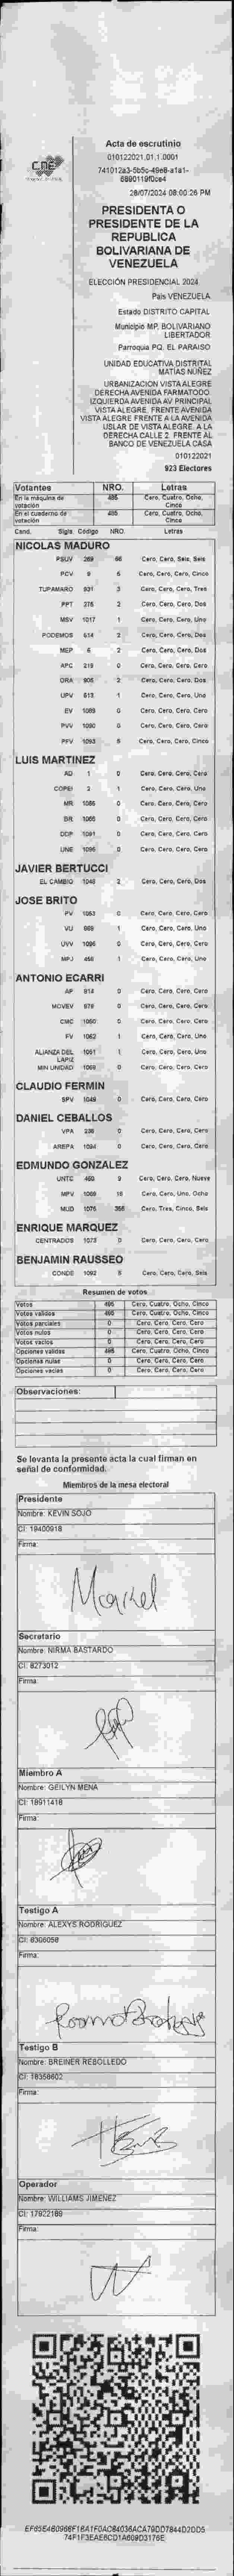 CNE
Acta de escrutinio
010122021.01.1.0001
741012a3-5b5c-49e8-a1a1-
6890119f0ce4
28/07/2024 08:00:26 PM
PRESIDENTA O
PRESIDENTE DE LA
REPUBLICA
BOLIVARIANA DE
VENEZUELA
ELECCIÓN PRESIDENCIAL 2024
País VENEZUELA
Estado DISTRITO CAPITAL
Municipio MP. BOLIVARIANO
LIBERTADOR
Parroquia PQ. EL PARAISO
UNIDAD EDUCATIVA DISTRITAL
MATIAS NUÑEZ
URBANIZACION VISTA ALEGRE
DERECHA AVENIDA FARMATODO.
IZQUIERDA AVENIDA AV PRINCIPAL
VISTA ALEGRE. FRENTE AVENIDA
VISTA ALEGRE FRENTE A LA AVENIDA
USLAR DE VISTA ALEGRE. A LA
DERECHA CALLE 2. FRENTE AL
BANCO DE VENEZUELA CASA
010122021
923 Electores
Votantes NRO. Letras
En la máquina de votación 485 Cero, Cuatro, Ocho, Cinco
En el cuaderno de votación 485 Cero, Cuatro, Ocho, Cinco
Cand. Sigla Código NRO. Letras
NICOLAS MADURO
PSUV 269 66 Cero, Cero, Seis, Seis
PCV 9 5 Cero, Cero, Cero, Cinco
TUPAMARO 931 3 Cero, Cero, Cero, Tres
PPT 275 2 Cero, Cero, Cero, Dos
MSV 1017 1 Cero, Cero, Cero, Uno
PODEMOS 614 2 Cero, Cero, Cero, Dos
MEP 6 2 Cero, Cero, Cero, Dos
APC 219 0 Cero, Cero, Cero, Cero
ORA 905 2 Cero, Cero, Cero, Dos
UPV 613 1 Cero, Cero, Cero, Uno
EV 1089 0 Cero, Cero, Cero, Cero
PVV 1090 0 Cero, Cero, Cero, Cero
PFV 1093 5 Cero, Cero, Cero, Cinco
LUIS MARTINEZ
AD 1 0 Cero, Cero, Cero, Cero
COPEI 2 1 Cero, Cero, Cero, Uno
MR 1055 0 Cero, Cero, Cero, Cero
BR 0 Cero, Cero, Cero, Cero
DDP 1091 0 Cero, Cero, Cero, Cero
UNE 0 Cero, Cero, Cero, Cero
JAVIER BERTUCCI
EL CAMBIO 1048 2 Cero, Cero, Cero, Dos
JOSE BRITO
PV 1053 0 Cero, Cero, Cero, Cero
VU 669 1 Cero, Cero, Cero, Uno
UVV 0 Cero, Cero, Cero, Cero
MPJ 458 1 Cero, Cero, Cero, Uno
ANTONIO ECARRI
AP 914 0 Cero, Cero, Cero, Cero
MOVEV 979 0 Cero, Cero, Cero, Cero
CMC 1050 0 Cero, Cero, Cero, Cero
FV 1062 1 Cero, Cero, Cero, Uno
ALIANZA DEL LAPIZ 1051 1 Cero, Cero, Cero, Uno
MIN UNIDAD 1069 0 Cero, Cero, Cero, Cero
CLAUDIO FERMIN
SPV 1049 0 Cero, Cero, Cero, Cero
DANIEL CEBALLOS
VPA 236 0 Cero, Cero, Cero, Cero
AREPA 1094 0 Cero, Cero, Cero, Cero
EDMUNDO GONZALEZ
UNTC 460 9 Cero, Cero, Cero, Nueve
MPV 1009 18 Cero, Cero, Uno, Ocho
MUD 1075 356 Cero, Tres, Cinco, Seis
ENRIQUE MARQUEZ
CENTRADOS 1073 0 Cero, Cero, Cero, Cero
BENJAMIN RAUSSEO
CONDE 1092 6 Cero, Cero, Cero, Seis
Resumen de votos
Votos 485 Cero, Cuatro, Ocho, Cinco
Votos validos 485 Cero, Cuatro, Ocho, Cinco
Votos parciales 0 Cero, Cero, Cero, Cero
Votos nulos 0 Cero, Cero, Cero, Cero
Votos vacios 0 Cero, Cero, Cero, Cero
Opciones validas 485 Cero, Cuatro, Ocho, Cinco
Opciones nulas 0 Cero, Cero, Cero, Cero
Opciones vacias 0 Cero, Cero, Cero, Cero
Observaciones:
Se levanta la presente acta la cual firman en
señal de conformidad.
Miembros de la mesa electoral
Presidente
Nombre: KEVIN SOJO
CI: 19400918
Firma:
Secretario
Nombre: NIRMA BASTARDO
CI: 8273012
Firma:
Miembro A
Nombre: GEILYN MENA
CI: 18911418
Firma:
Testigo A
Nombre: ALEXYS RODRIGUEZ
CI: 6306058
Firma:
Testigo B
Nombre: BREINER REBOLLEDO
CI: 18356602
Firma:
Operador
Nombre: WILLIAMS JIMENEZ
CI: 17922189
Firma:
EF65E4B0966F16A1F0AC84036ACA79DD7844D2DD5
74F1F3EAE6CD1A609D3176E